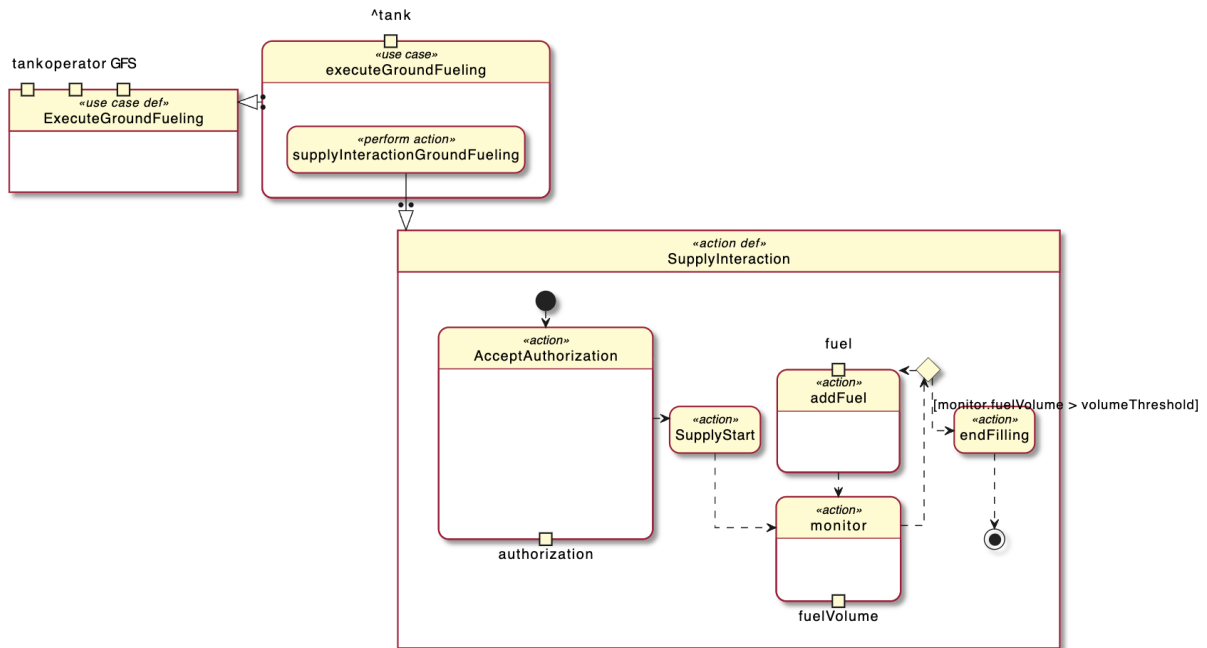 ^tank
«use case»
executeGroundFueling
tankoperator GFS
«use case def»
ExecuteGroundFueling
«perform action»
supplyInteractionGroundFueling
«action def»
SupplyInteraction
«action»
AcceptAuthorization
fuel
«action»
addFuel
[monitor.fuelVolume > volumeThreshold]
«action»
SupplyStart
«action»
endFilling
«action»
monitor
authorization
fuelVolume